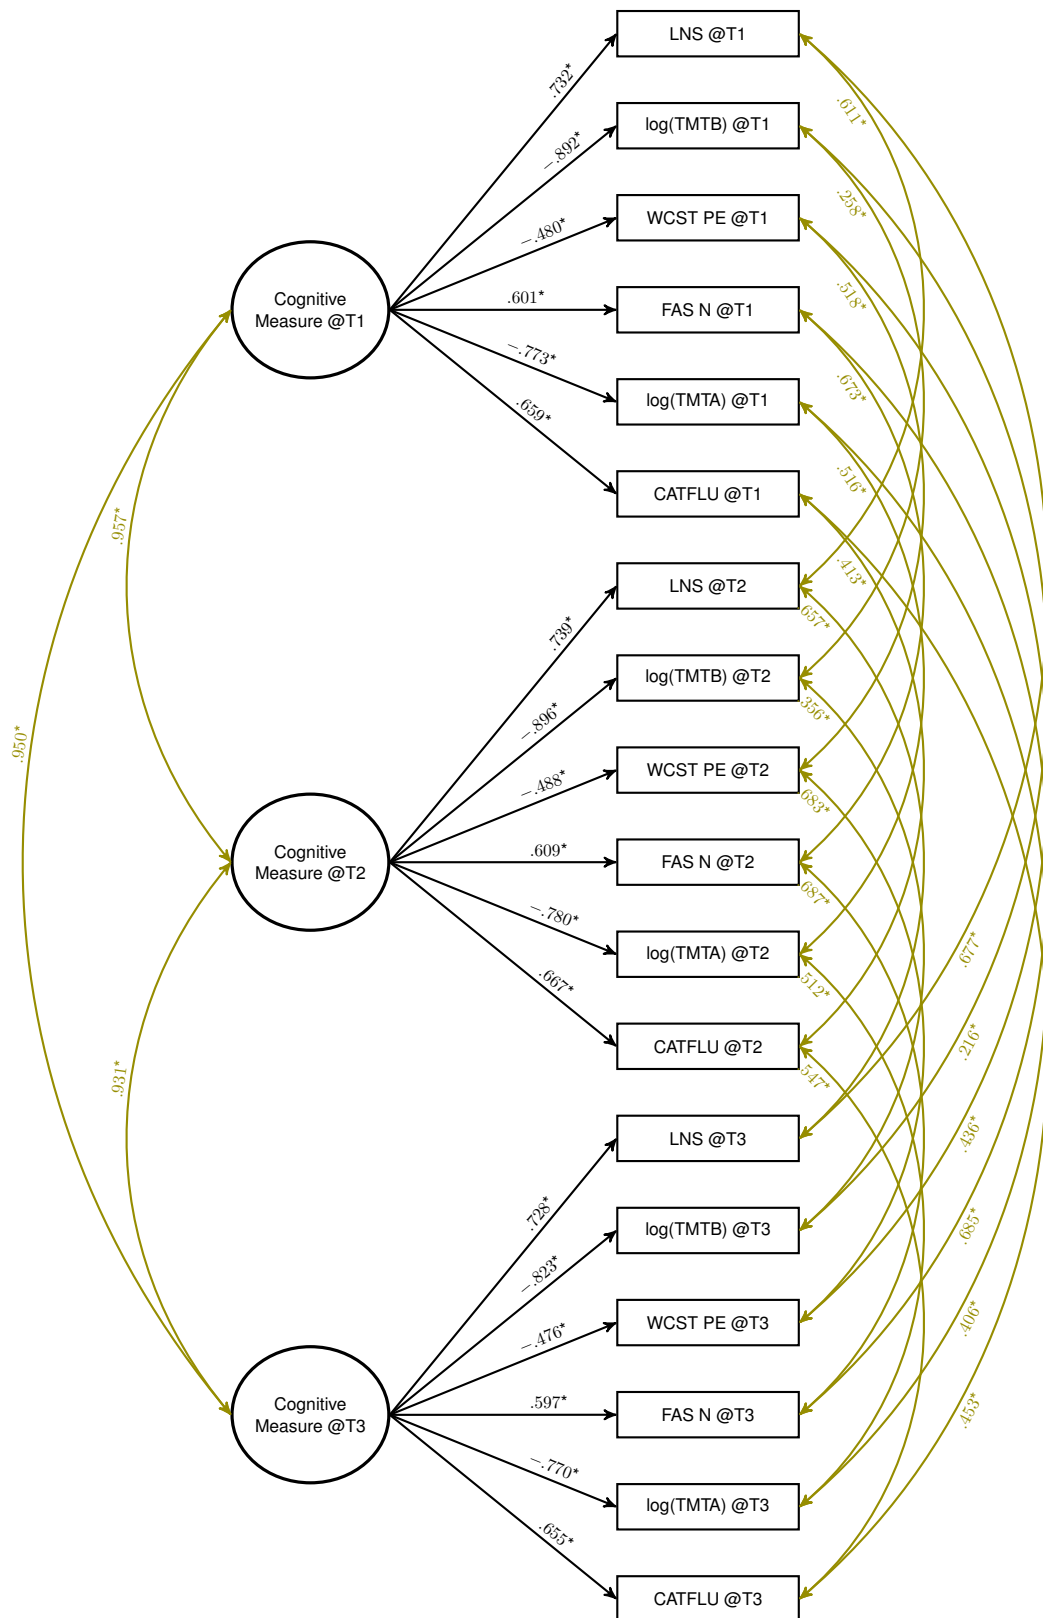 LNS @T1
.732*
.611*
log(TMTB) @T1
−.892*
.258*
WCST PE @T1
−.480*
.518*
Cognitive
Measure @T1
.601*
FAS N @T1
.673*
−.773*
log(TMTA) @T1
.659*
.516*
CATFLU @T1
.957*
.413*
LNS @T2
.657*
.739*
log(TMTB) @T2
.356*
−.896*
.950*
WCST PE @T2
−.488*
.683*
Cognitive
Measure @T2
.609*
FAS N @T2
.687*
−.780*
log(TMTA) @T2
.677*
.667*
.512*
CATFLU @T2
.216*
.931*
.547*
LNS @T3
.436*
.728*
log(TMTB) @T3
.685*
−.823*
WCST PE @T3
−.476*
.406*
Cognitive
Measure @T3
.597*
FAS N @T3
.453*
−.770*
log(TMTA) @T3
.655*
CATFLU @T3